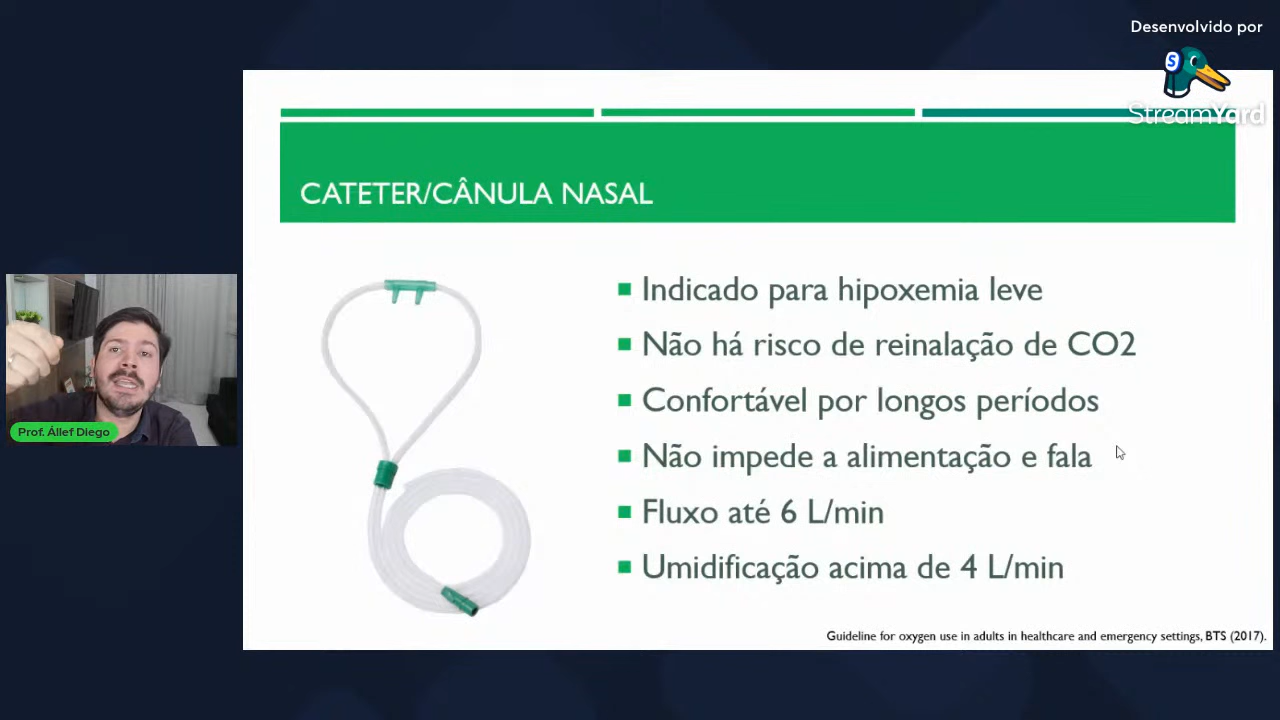 Desenvolvido por
StreamYard
CATETER/CÂNULA NASAL
Indicado para hipoxemia leve
Não há risco de reinalação de CO2
Confortável por longos períodos
Não impede a alimentação e fala
Fluxo até 6 L/min
Umidificação acima de 4 L/min
Prof. Állef Diego
Guideline for oxygen use in adults in healthcare and emergency settings, BTS (2017).